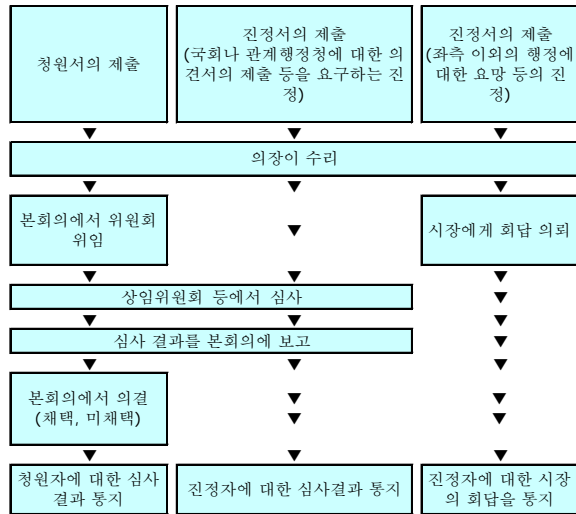 청원서의 제출
진정서의 제출
(국회나 관계행정청에 대한 의
견서의 제출 등을 요구하는 진
정)
진정서의 제출
(좌측 이외의 행정에
대한 요망 등의 진
정)
▼ ▼ ▼
의장이 수리
▼ ▼ ▼
본회의에서 위원회
위임
▼
시장에게 회답 의뢰
▼ ▼ ▼
상임위원회 등에서 심사
▼
▼ ▼ ▼
심사 결과를 본회의에 보고
▼
▼ ▼ ▼
본회의에서 의결
(채택, 미채택)
▼ ▼
▼ ▼
▼ ▼ ▼
청원자에 대한 심사
결과 통지
진정자에 대한 심사결과 통지
진정자에 대한 시장
의 회답을 통지